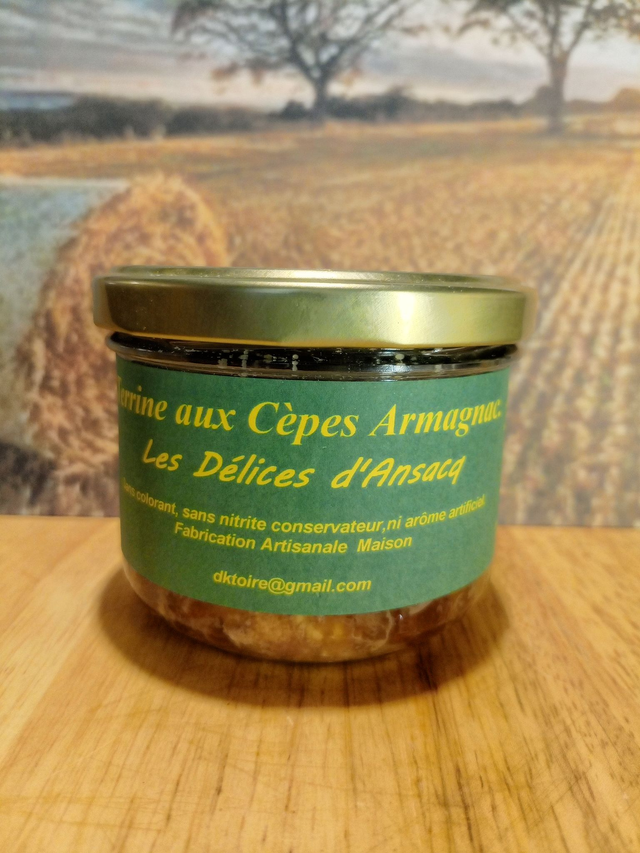 Terrine aux Cèpes Armagnac.
Les Délices d'Ansacq
Sans colorant, sans nitrite conservateur,ni arôme artificiel
Fabrication Artisanale Maison
dktoire@gmail.com